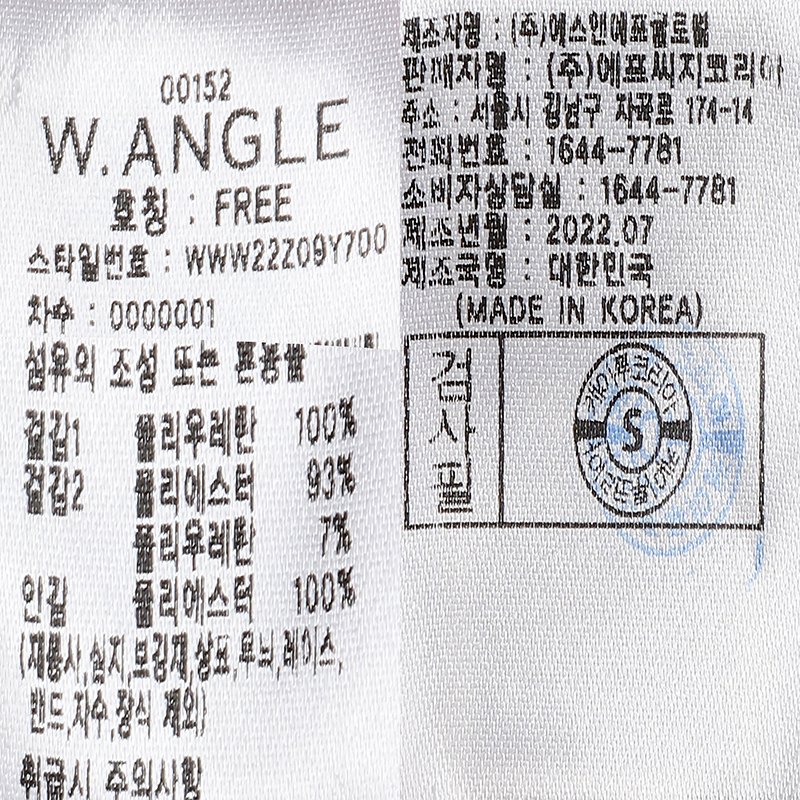 00152
W.ANGLE
호칭 : FREE
스타일번호 : WWW22Z09Y700
차수 : 0000001
섬유의 조성 또는 혼용율
겉감1 폴리우레탄 100%
겉감2 폴리에스터 93%
폴리우레탄 7%
안감 폴리에스터 100%
(재봉사,심지,보강재,상표,무늬,레이스,
밴드,자수,장식 제외)
취급시 주의사항
제조자명 : (주)에스앤에프글로벌
판매자명 : (주)에프씨지코리아
주소 : 서울시 강남구 자곡로 174-14
전화번호 : 1644-7781
소비자상담실 : 1644-7781
제조년월 : 2022.07
제조국명 : 대한민국
(MADE IN KOREA)
검사필
S